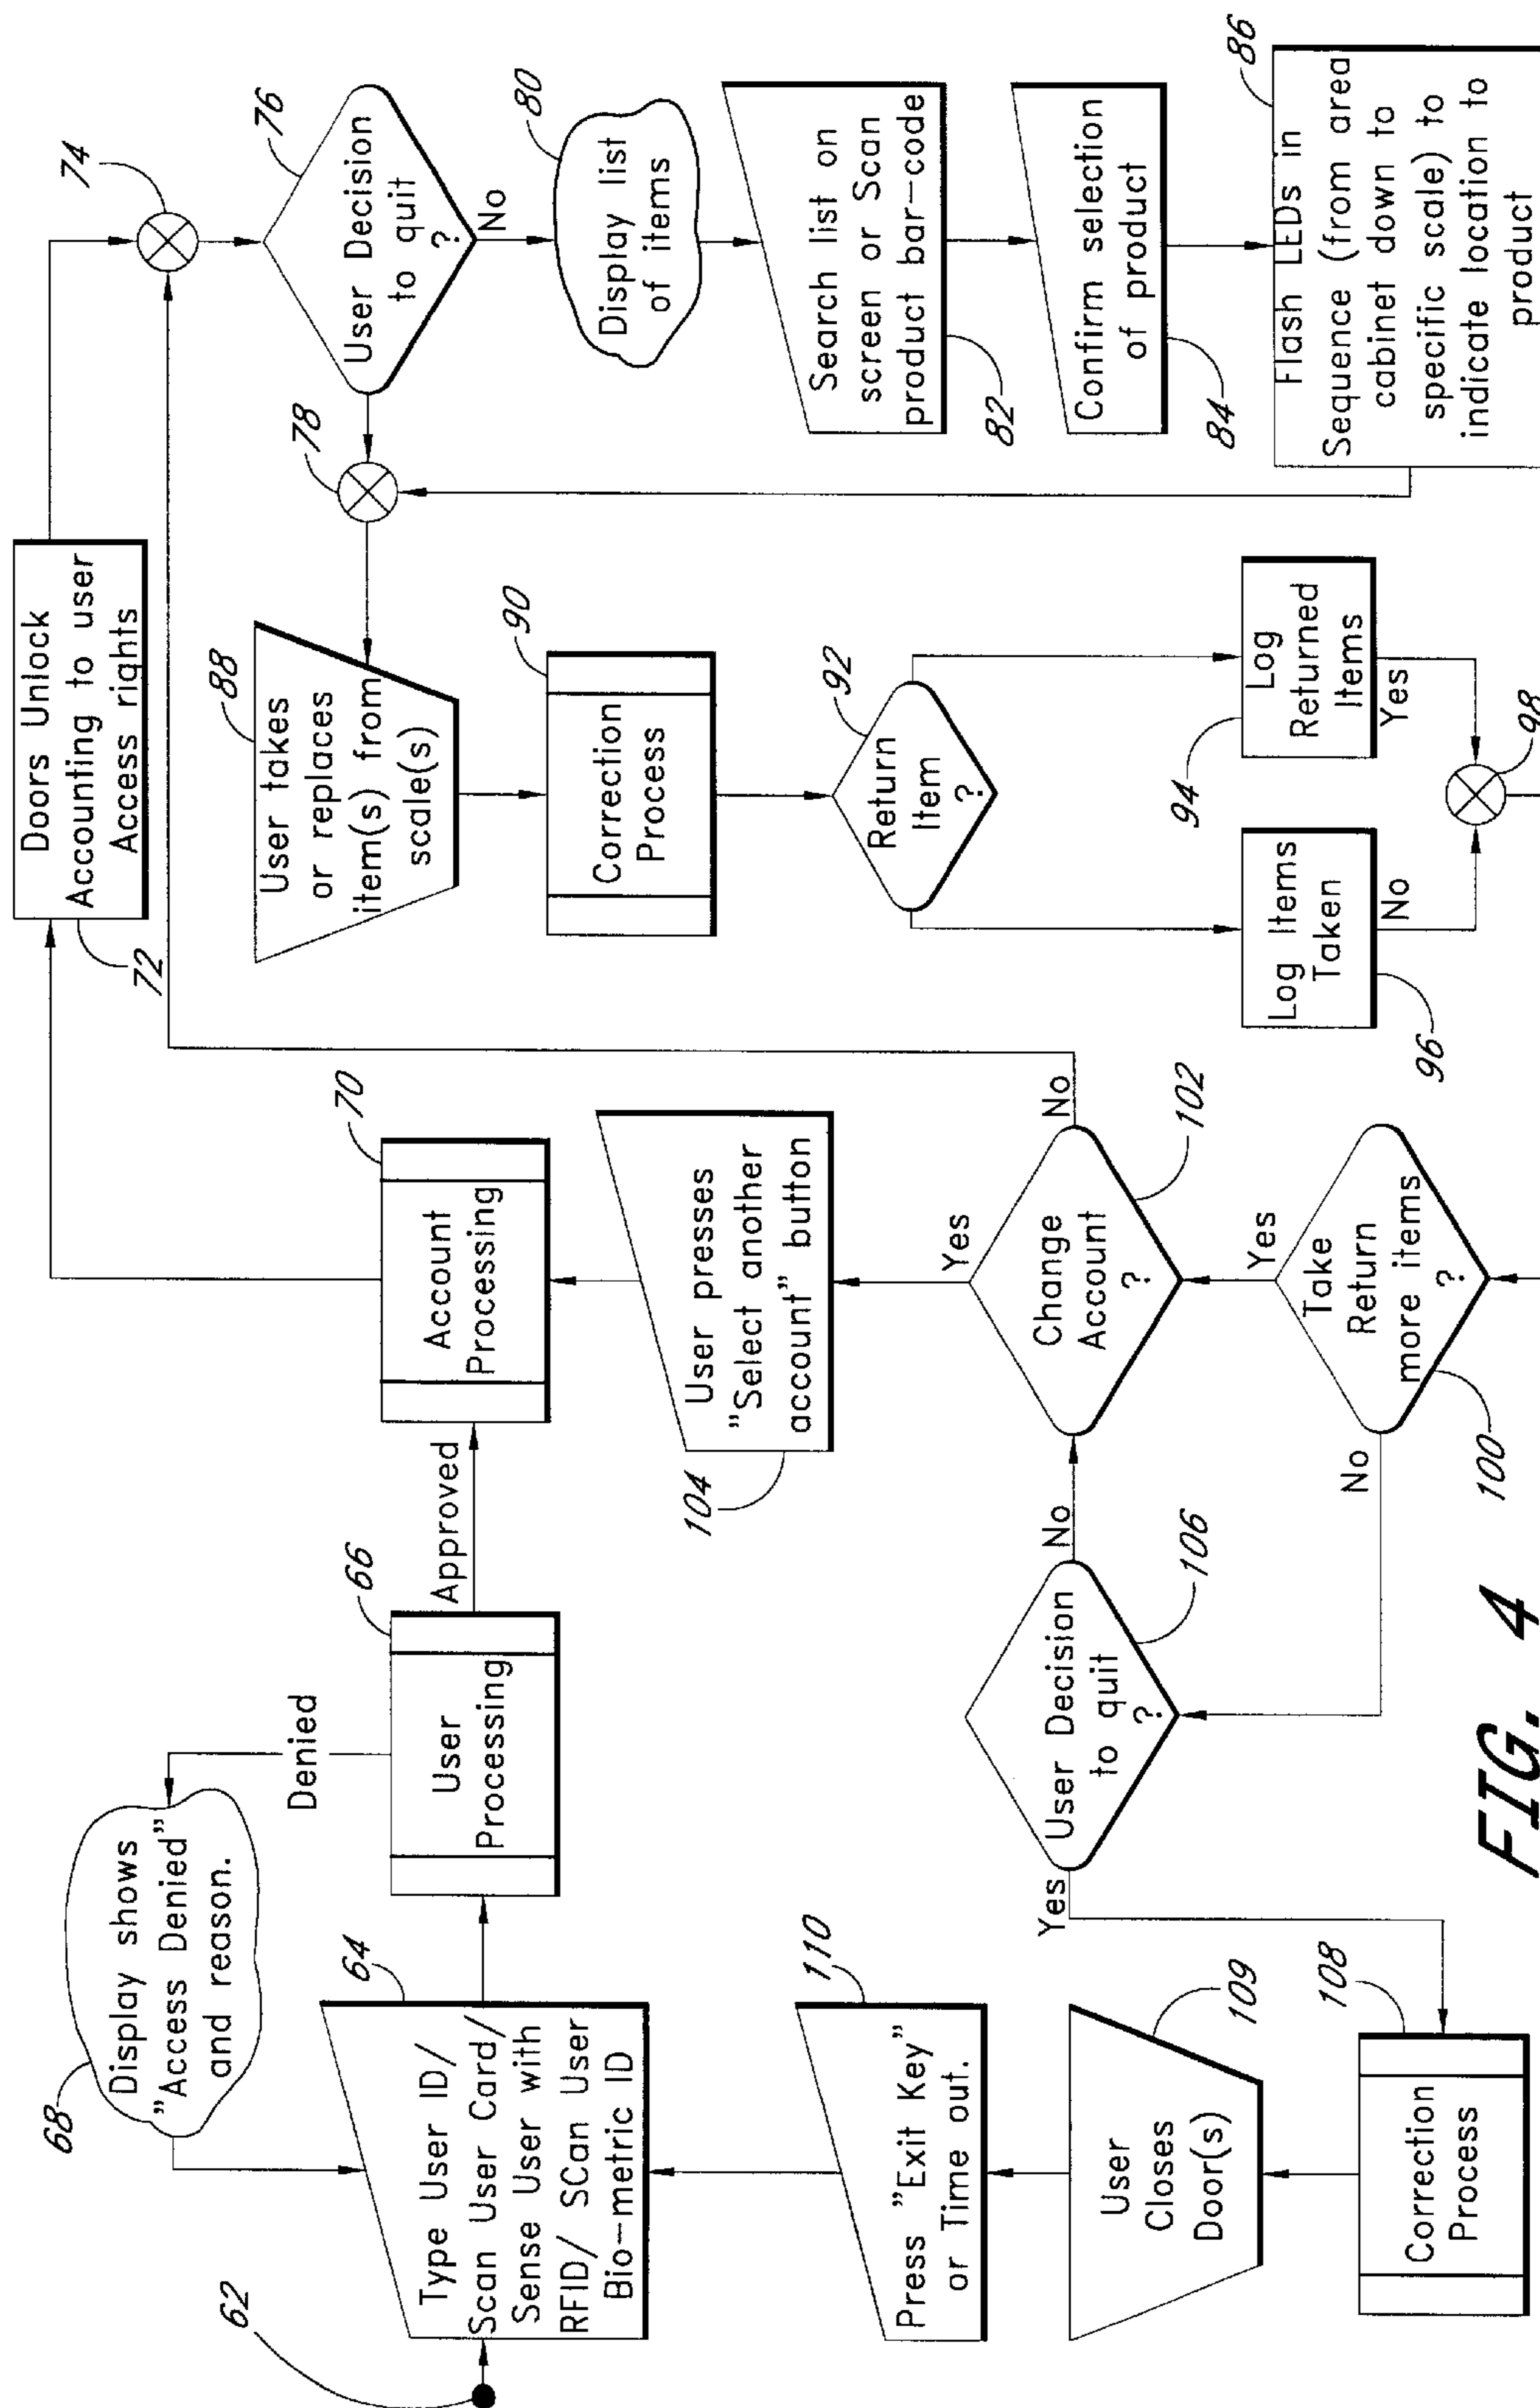 62
Type User ID/
Scan User Card/
Sense User with
RFID/ SCan User
Bio-metric ID
64
68
Display shows
"Access Denied"
and reason.
Denied
User
Processing
66
Approved
Account
Processing
70
Doors Unlock
Accounting to user
Access rights
72
74
User Decision
to quit
?
76
No
78
Display list
of items
80
Search list on
screen or Scan
product bar-code
82
Confirm selection
of product
84
Flash LEDs in
Sequence (from area
cabinet down to
specific scale) to
indicate location to
product
86
User takes
or replaces
item(s) from
scale(s)
88
Correction
Process
90
Return
Item
?
92
Log
Returned
Items
94
Yes
Log Items
Taken
96
No
98
Take
Return
more items
?
100
Yes
No
Change
Account
?
102
No
Yes
User presses
"Select another
account" button
104
User Decision
to quit
?
106
No
Yes
Correction
Process
108
User
Closes
Door(s)
109
Press "Exit Key"
or Time out.
110
FIG. 4